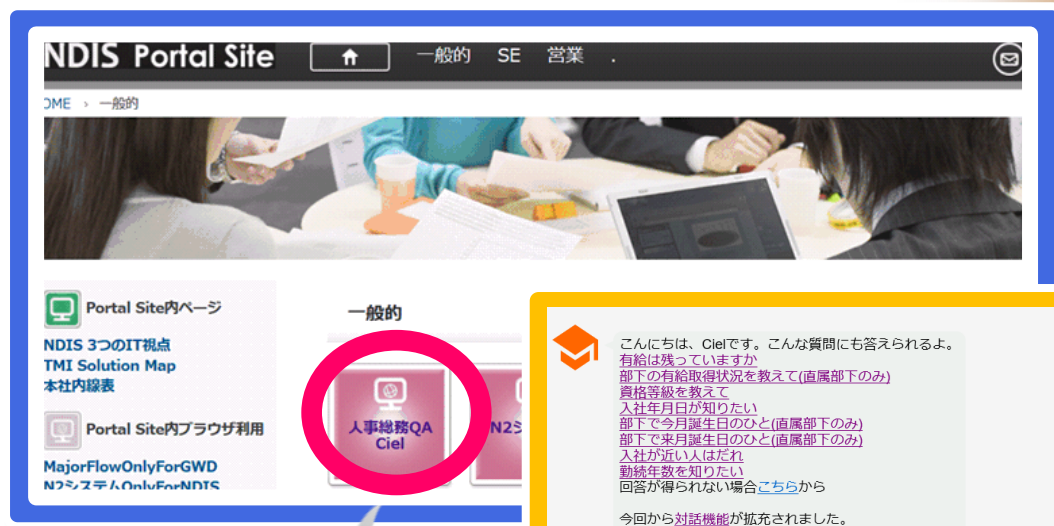 NDIS Portal Site
一般的 SE 営業 .
OME › 一般的
Portal Site内ページ
NDIS 3つのIT視点
TMI Solution Map
本社内線表
Portal Site内ブラウザ利用
MajorFlowOnlyForGWD
N2システムOnlyForNDIS
一般的
人事総務QA
Ciel
こんにちは、Cielです。こんな質問にも答えられるよ。
有給は残っていますか
部下の有給取得状況を教えて(直属部下のみ)
資格等級を教えて
入社年月日が知りたい
部下で今月誕生日のひと(直属部下のみ)
部下で来月誕生日のひと(直属部下のみ)
入社が近い人はだれ
勤続年数を知りたい
回答が得られない場合こちらから
今回から対話機能が拡充されました。